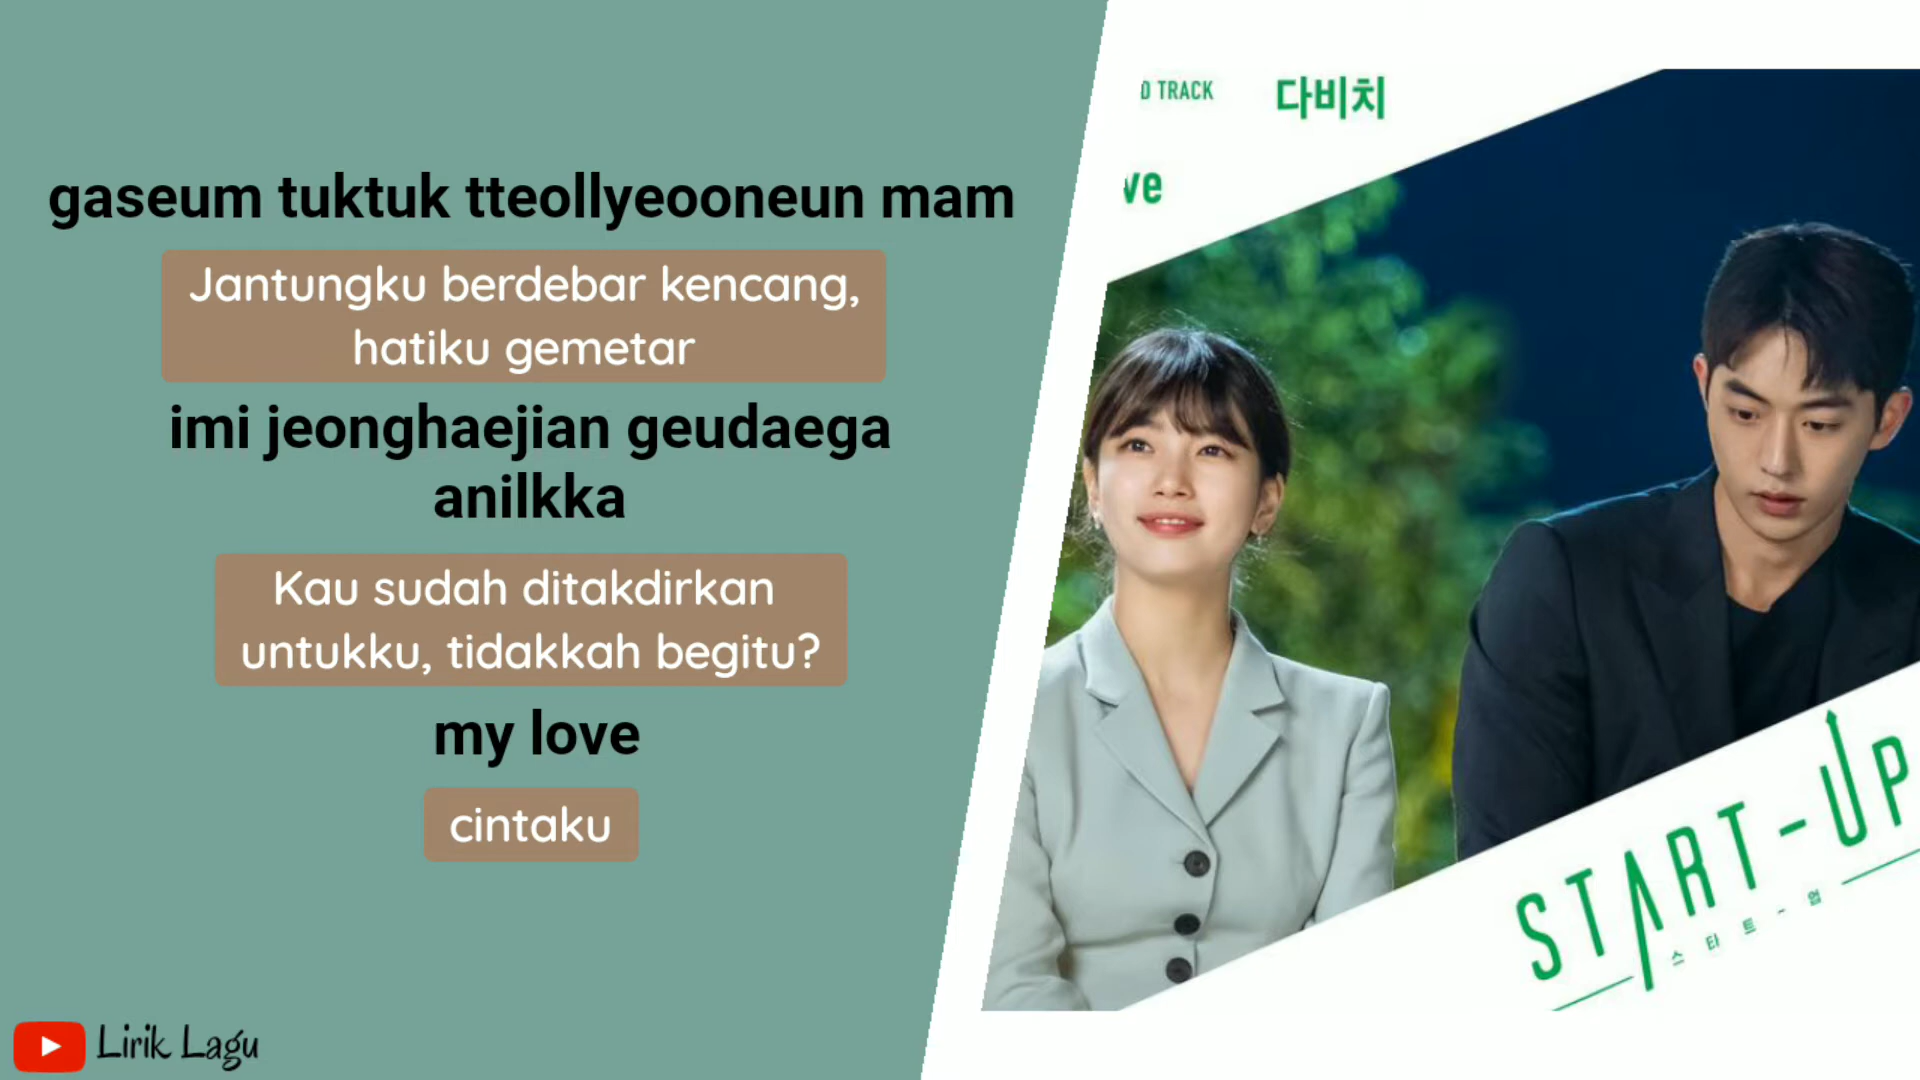 gaseum tuktuk tteollyeooneun mam
Jantungku berdebar kencang,
hatiku gemetar
imi jeonghaejian geudaega
anilkka
Kau sudah ditakdirkan
untukku, tidakkah begitu?
my love
cintaku
Lirik Lagu
D TRACK
다비치
ve
START-UP
스타트-업